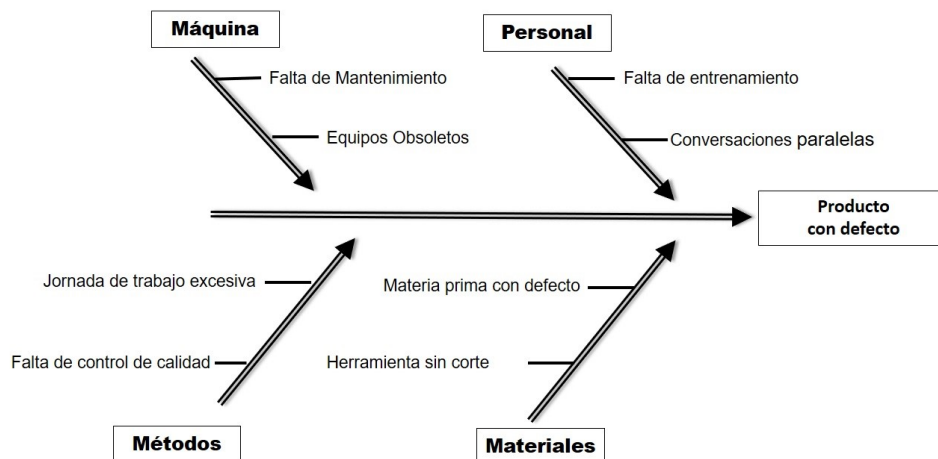 Máquina
Personal
Falta de Mantenimiento
Falta de entrenamiento
Equipos Obsoletos
Conversaciones paralelas
Producto
con defecto
Jornada de trabajo excesiva
Materia prima con defecto
Falta de control de calidad
Herramienta sin corte
Métodos
Materiales